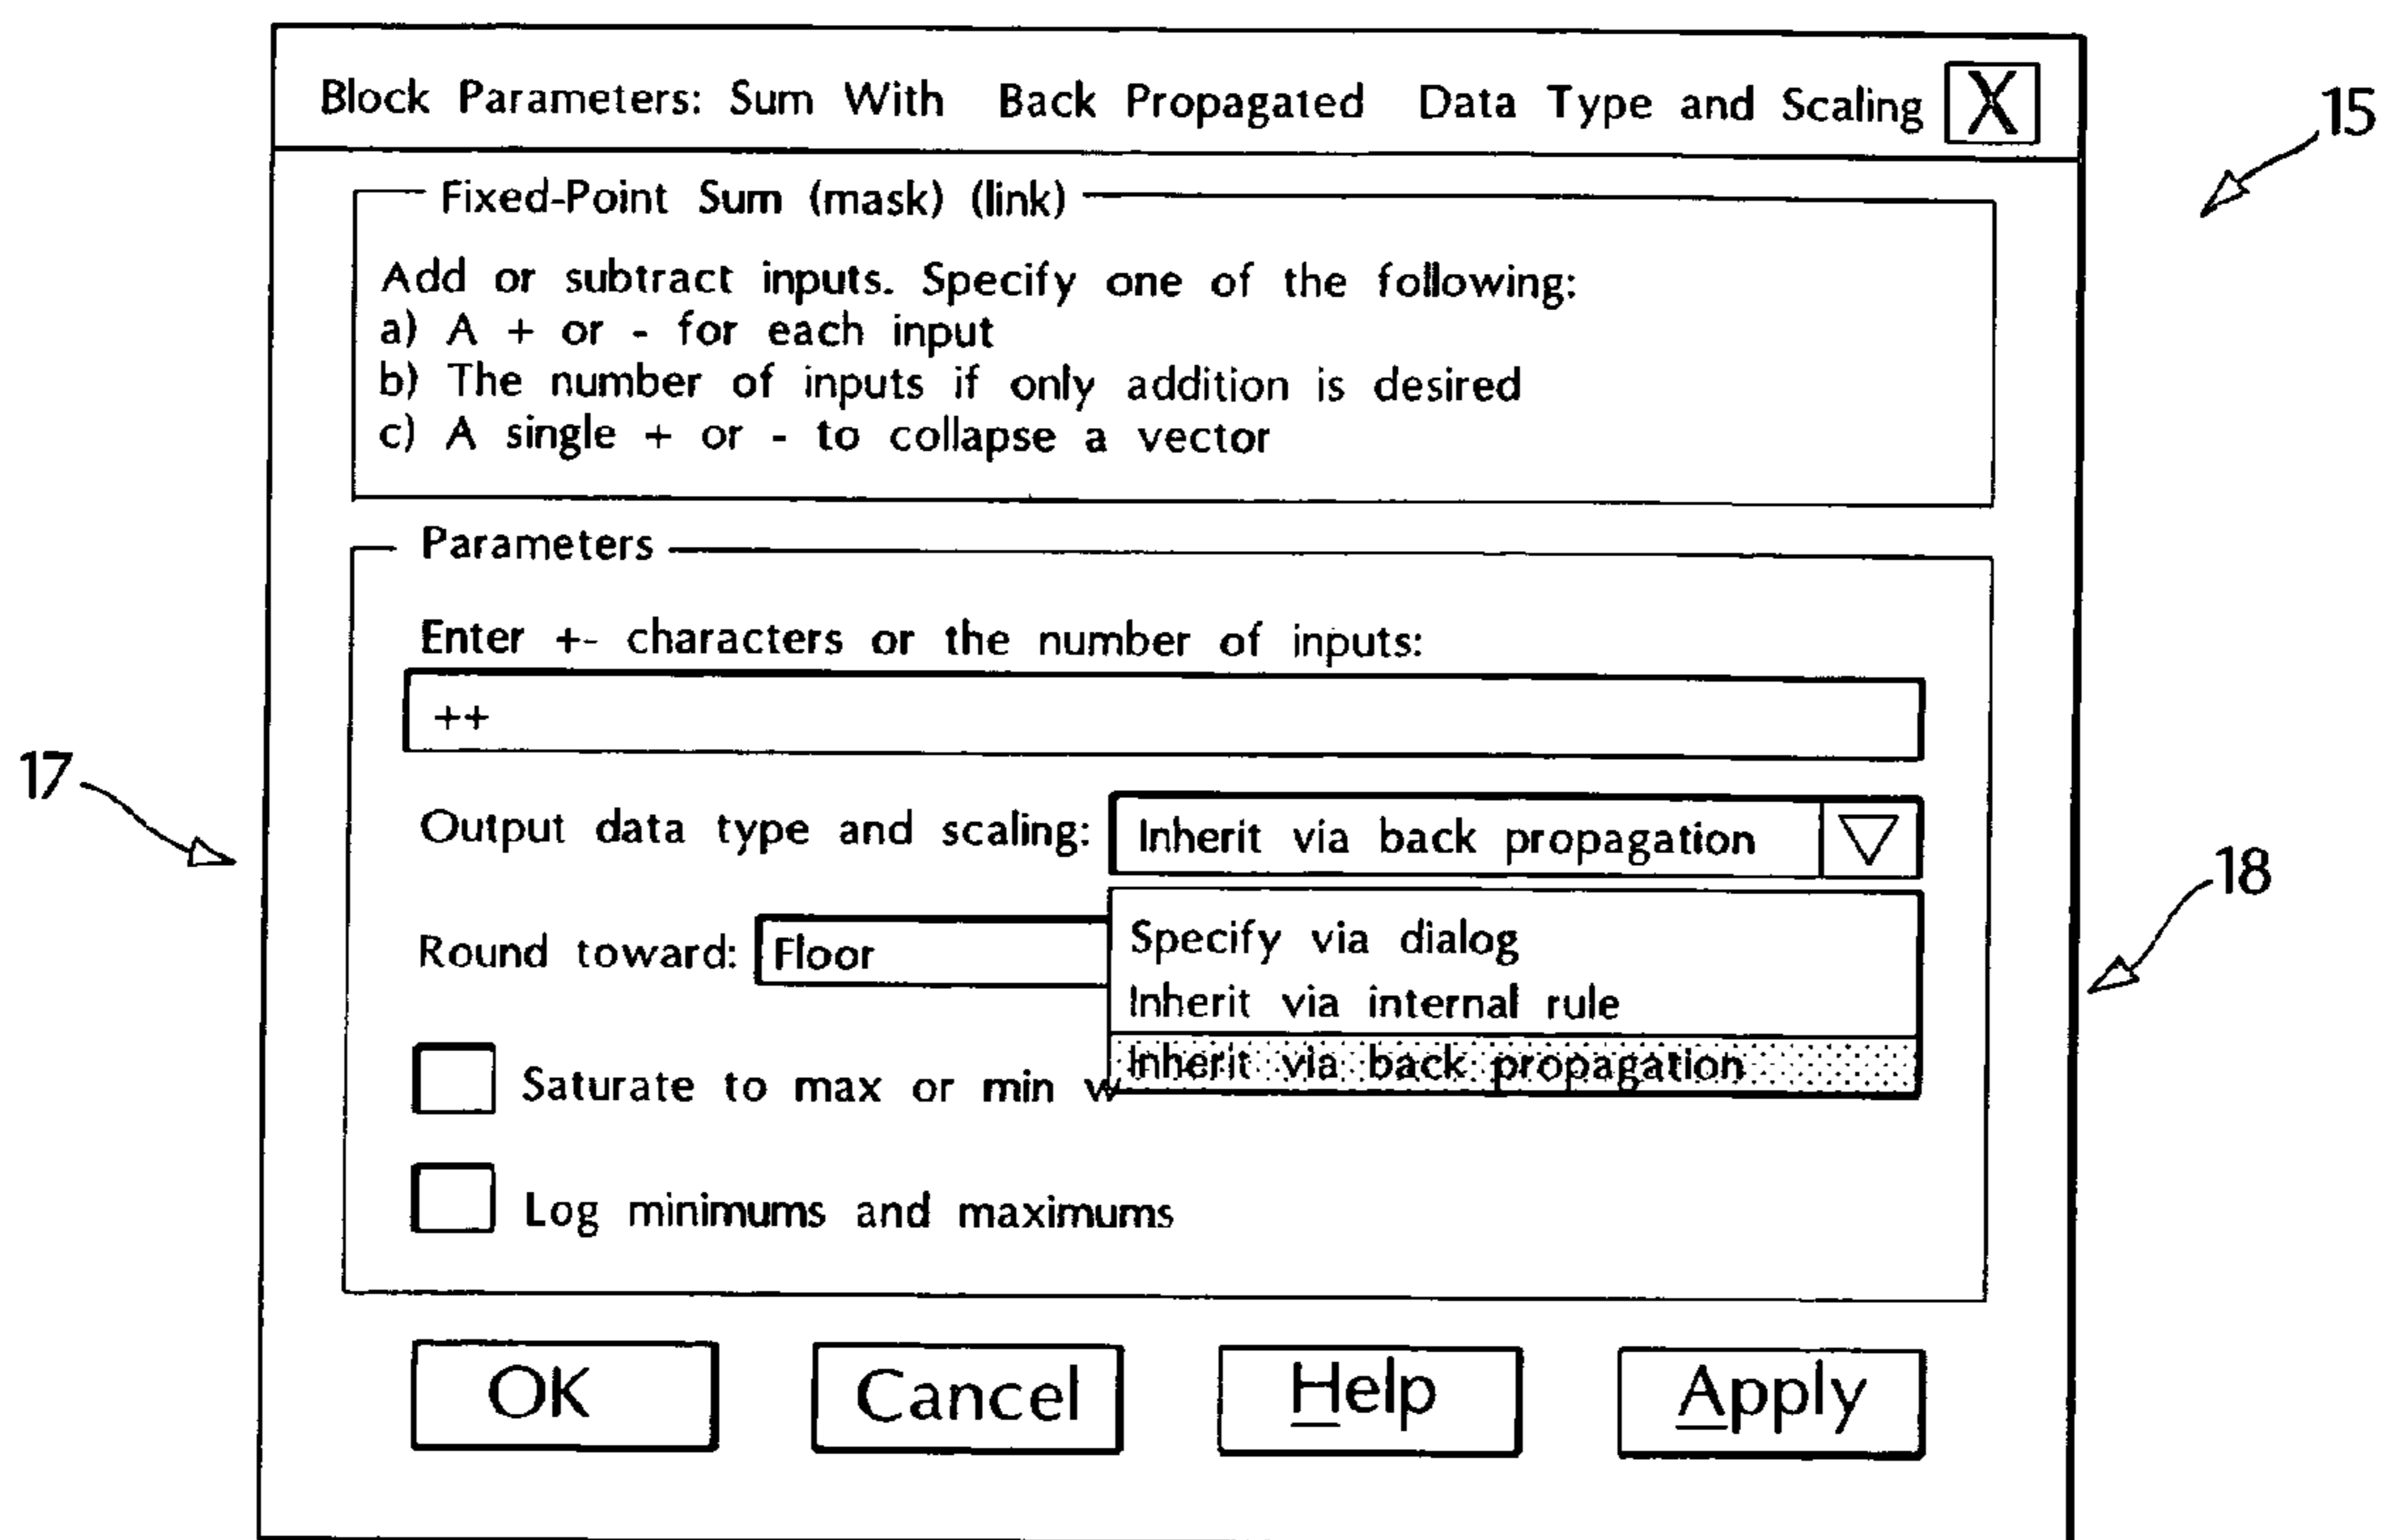 Block Parameters: Sum With Back Propagated Data Type and Scaling X
15
Fixed-Point Sum (mask) (link)
Add or subtract inputs. Specify one of the following:
a) A + or - for each input
b) The number of inputs if only addition is desired
c) A single + or - to collapse a vector
Parameters
Enter +- characters or the number of inputs:
++
17
Output data type and scaling: Inherit via back propagation
18
Round toward: Floor
Specify via dialog
Inherit via internal rule
Inherit via back propagation
Saturate to max or min w
Log minimums and maximums
OK Cancel Help Apply